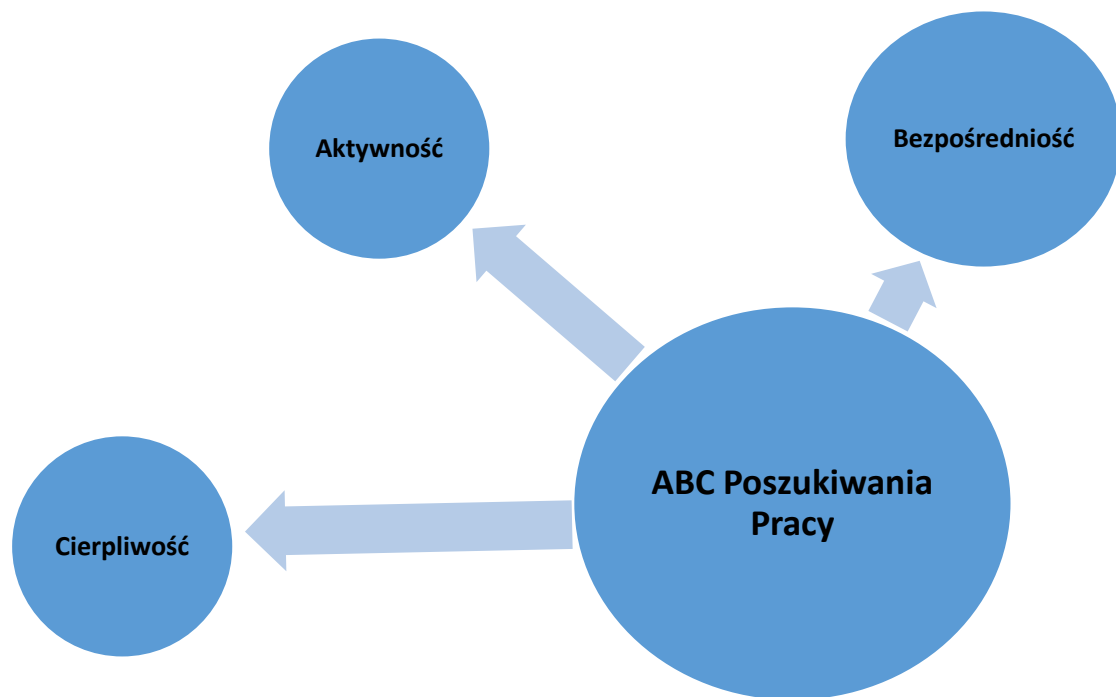 Aktywność
Bezpośredniość
ABC Poszukiwania
Pracy
Cierpliwość